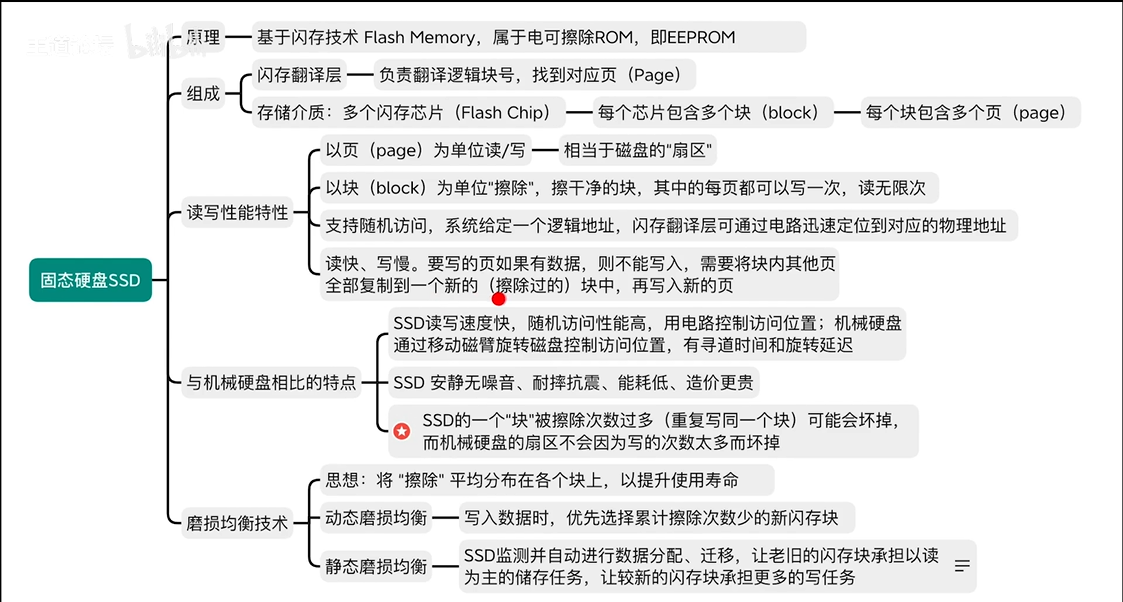 固态硬盘SSD
原理
基于闪存技术 Flash Memory，属于电可擦除ROM，即EEPROM
组成
闪存翻译层
负责翻译逻辑块号，找到对应页（Page）
存储介质：多个闪存芯片（Flash Chip）
每个芯片包含多个块（block）
每个块包含多个页（page）
读写性能特性
以页（page）为单位读/写
相当于磁盘的"扇区"
以块（block）为单位"擦除"，擦干净的块，其中的每页都可以写一次，读无限次
支持随机访问，系统给定一个逻辑地址，闪存翻译层可通过电路迅速定位到对应的物理地址
读快、写慢。要写的页如果有数据，则不能写入，需要将块内其他页
全部复制到一个新的（擦除过的）块中，再写入新的页
与机械硬盘相比的特点
SSD读写速度快，随机访问性能高，用电路控制访问位置；机械硬盘
通过移动磁臂旋转磁盘控制访问位置，有寻道时间和旋转延迟
SSD 安静无噪音、耐摔抗震、能耗低、造价更贵
SSD的一个"块"被擦除次数过多（重复写同一个块）可能会坏掉，
而机械硬盘的扇区不会因为写的次数太多而坏掉
磨损均衡技术
思想：将 "擦除" 平均分布在各个块上，以提升使用寿命
动态磨损均衡
写入数据时，优先选择累计擦除次数少的新闪存块
静态磨损均衡
SSD监测并自动进行数据分配、迁移，让老旧的闪存块承担以读
为主的储存任务，让较新的闪存块承担更多的写任务